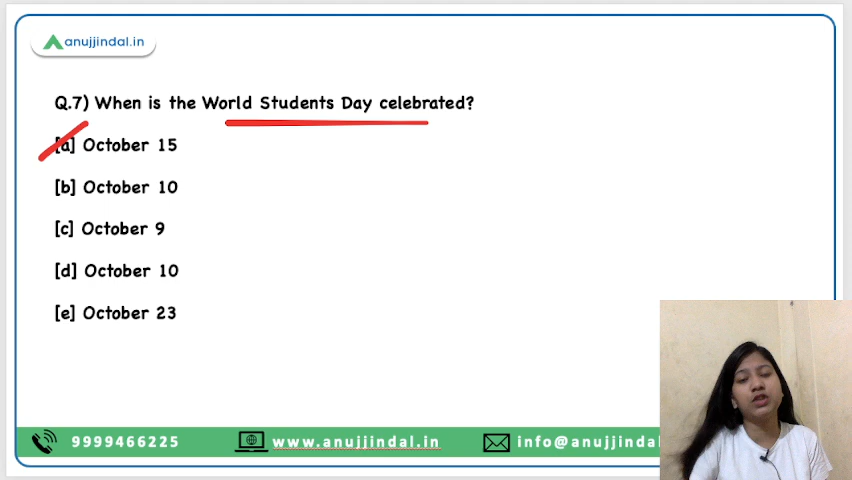 anujjindal.in
Q.7) When is the World Students Day celebrated?
[a] October 15
[b] October 10
[c] October 9
[d] October 10
[e] October 23
9999466225 www.anujjindal.in info@anujjindal